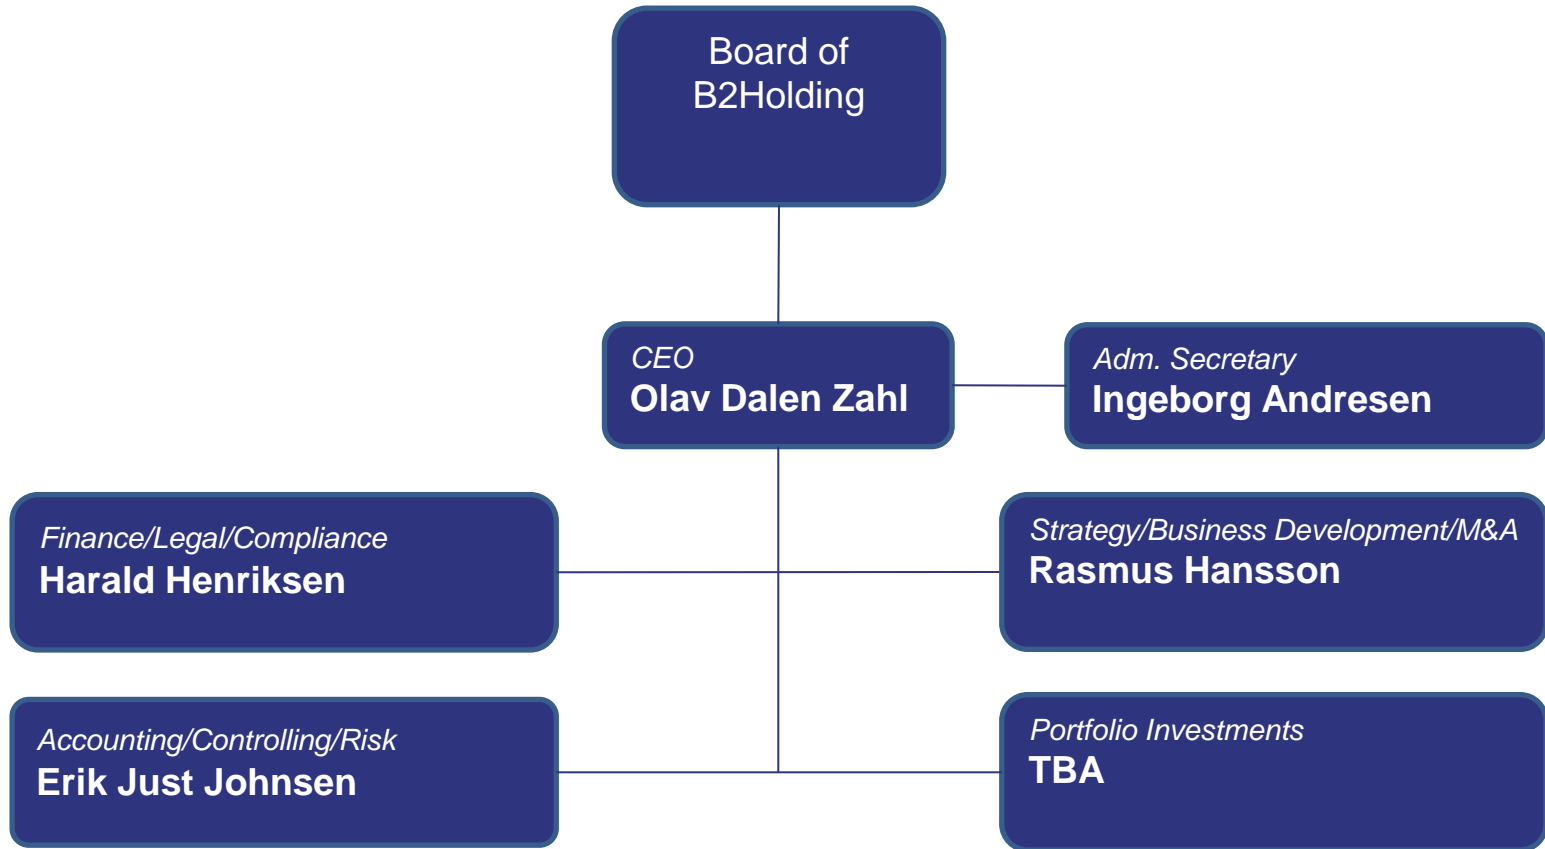 Board of
B2Holding
CEO
Olav Dalen Zahl
Adm. Secretary
Ingeborg Andresen
Finance/Legal/Compliance
Harald Henriksen
Strategy/Business Development/M&A
Rasmus Hansson
Accounting/Controlling/Risk
Erik Just Johnsen
Portfolio Investments
TBA